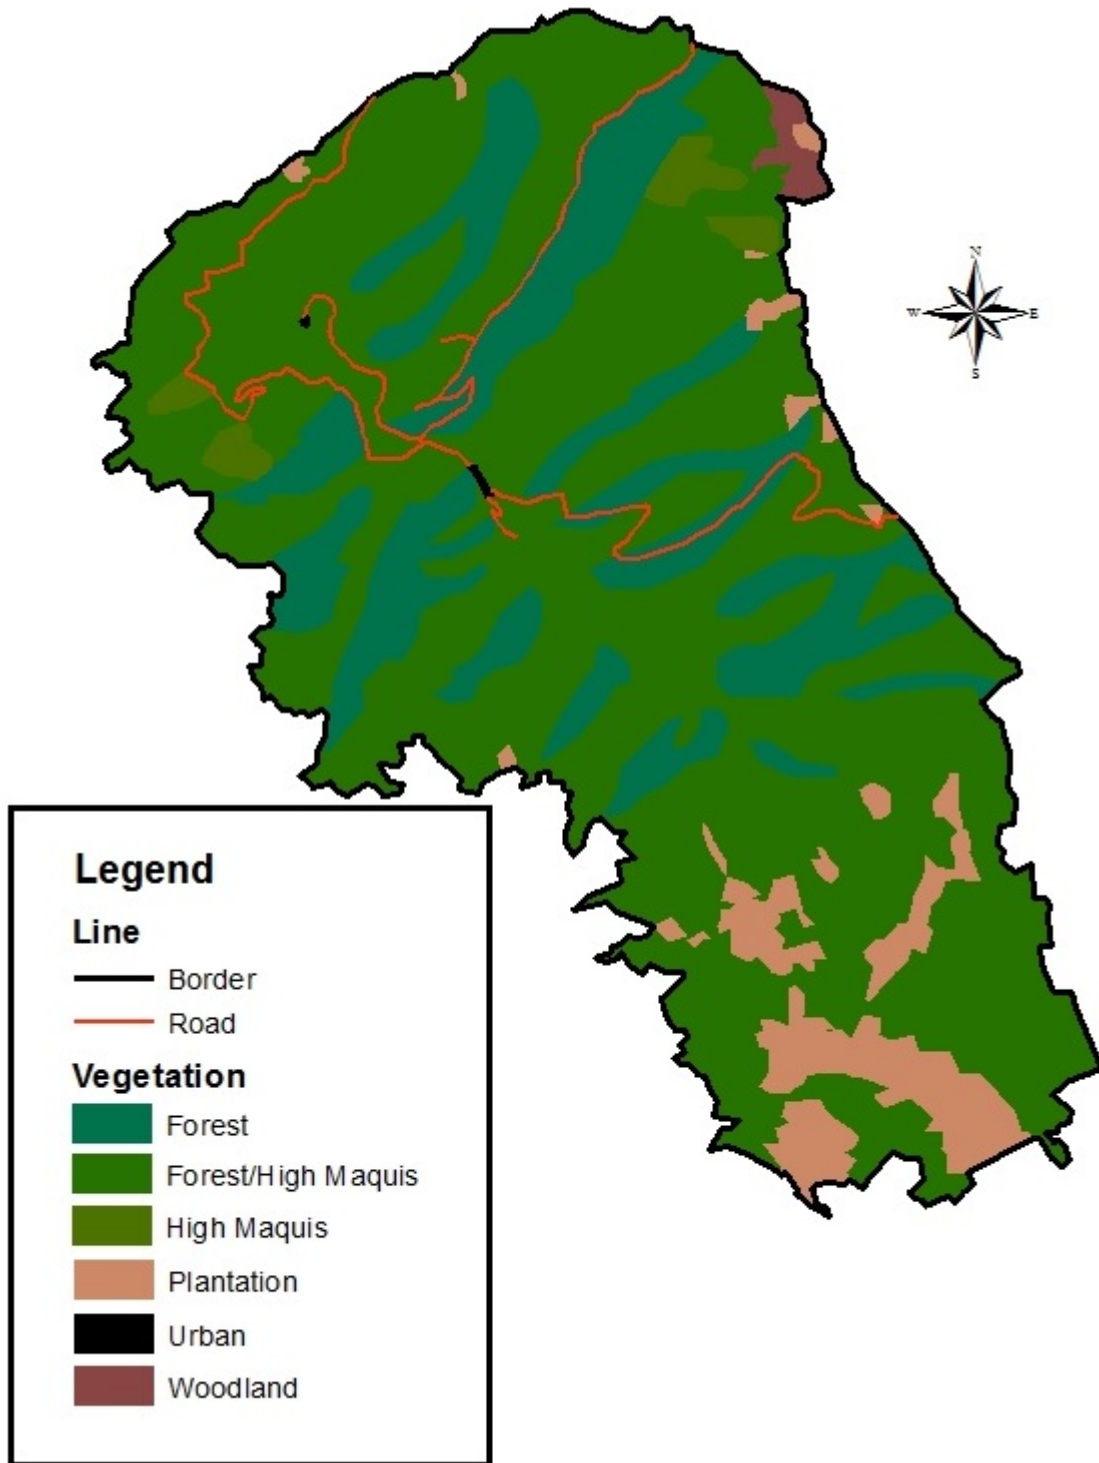 N
W E
S
Legend
Line
Border
Road
Vegetation
Forest
Forest/High Maquis
High Maquis
Plantation
Urban
Woodland